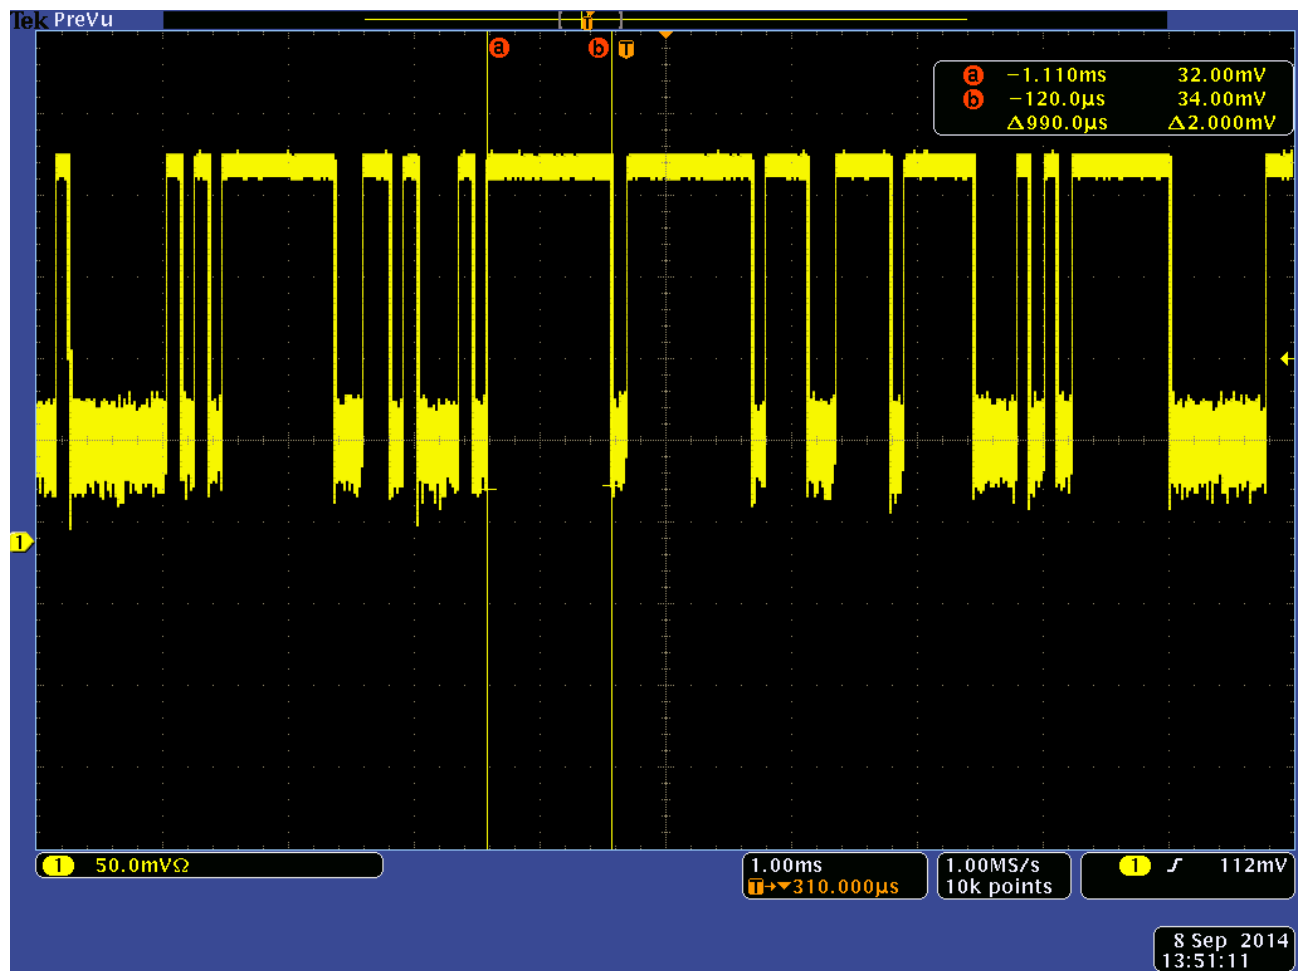 Tek PreVu
T
a b T
a -1.110ms 32.00mV
b -120.0µs 34.00mV
Δ990.0µs Δ2.000mV
1
1 50.0mVΩ
1.00ms
T→▼310.000µs
1.00MS/s
10k points
1 112mV
8 Sep 2014
13:51:11